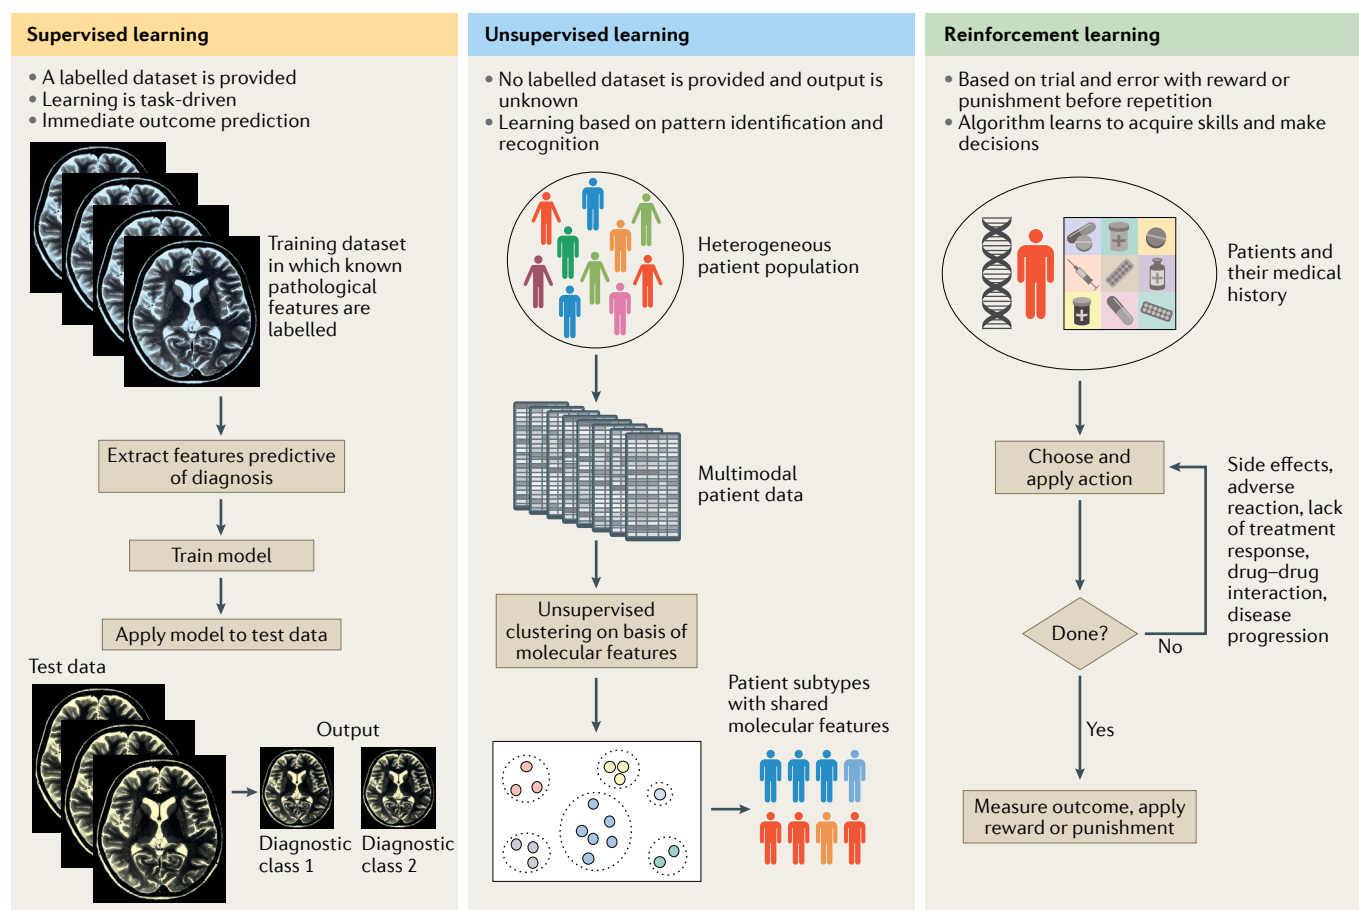 Supervised learning
• A labelled dataset is provided
• Learning is task-driven
• Immediate outcome prediction
Training dataset
in which known
pathological
features are
labelled
Extract features predictive
of diagnosis
Train model
Apply model to test data
Test data
Output
Diagnostic
class 1
Diagnostic
class 2
Unsupervised learning
• No labelled dataset is provided and output is
unknown
• Learning based on pattern identification and
recognition
Heterogeneous
patient population
Multimodal
patient data
Unsupervised
clustering on basis of
molecular features
Patient subtypes
with shared
molecular features
Reinforcement learning
• Based on trial and error with reward or
punishment before repetition
• Algorithm learns to acquire skills and make
decisions
Patients and
their medical
history
Choose and
apply action
Side effects,
adverse
reaction, lack
of treatment
response,
drug–drug
interaction,
disease
progression
Done?
No
Yes
Measure outcome, apply
reward or punishment